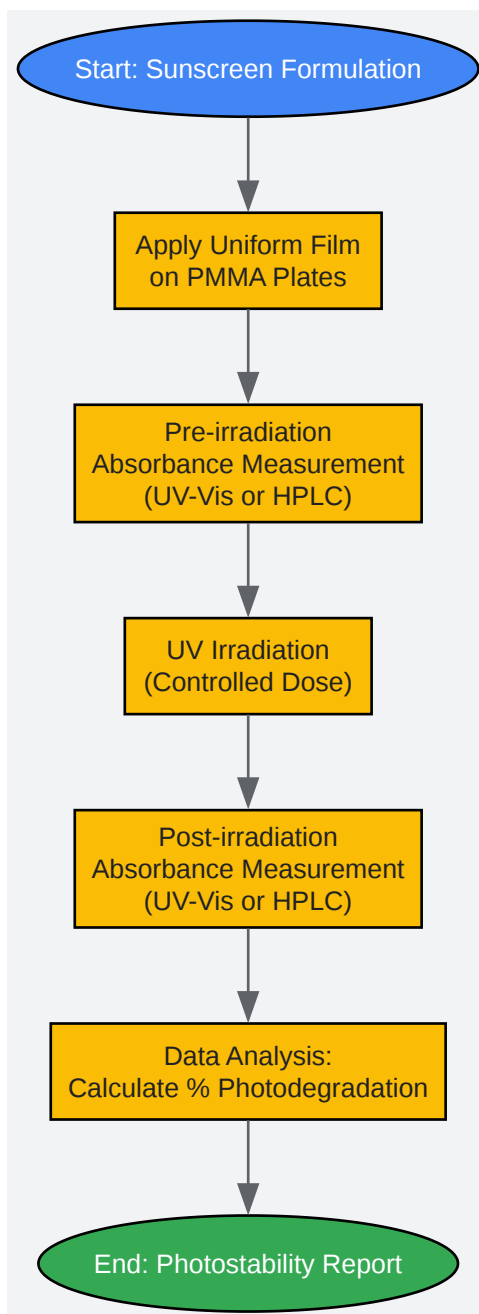 Start: Sunscreen Formulation
Apply Uniform Film
on PMMA Plates
Pre-irradiation
Absorbance Measurement
(UV-Vis or HPLC)
UV Irradiation
(Controlled Dose)
Post-irradiation
Absorbance Measurement
(UV-Vis or HPLC)
Data Analysis:
Calculate % Photodegradation
End: Photostability Report